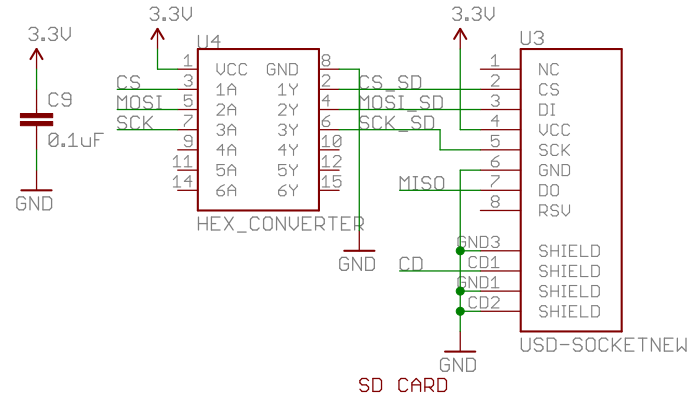 3.3V
3.3V
3.3V
U4
U3
C9
0.1uF
GND
1 VCC GND 8
CS 3 1A 1Y 2 CS_SD
MOSI 5 2A 2Y 4 MOSI_SD
SCK 7 3A 3Y 6 SCK_SD
9 4A 4Y 10
11 5A 5Y 12
14 6A 6Y 15
HEX_CONVERTER
GND
1 NC
2 CS
3 DI
4 VCC
5 SCK
6 GND
MISO 7 DO
8 RSV
GND3 SHIELD
CD CD1 SHIELD
GND1 SHIELD
CD2 SHIELD
USD-SOCKETNEW
GND
SD CARD